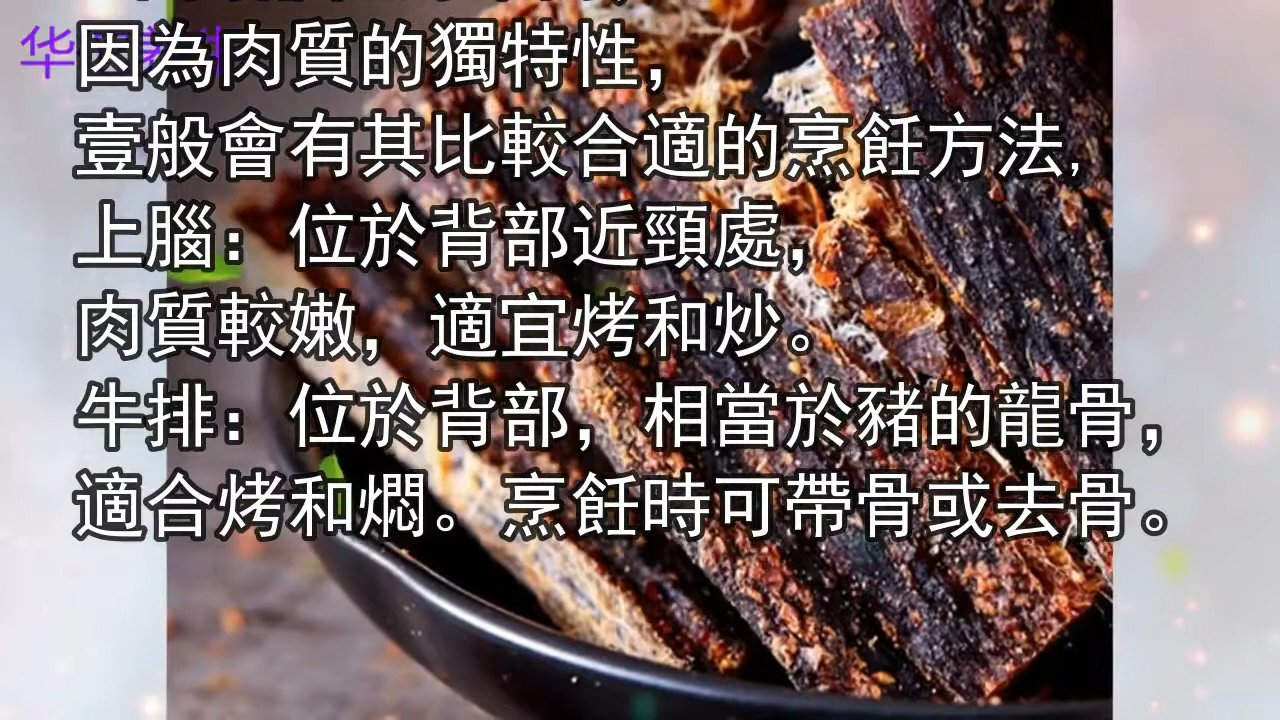 因為肉質的獨特性，
壹般會有其比較合適的烹飪方法，
上腦：位於背部近頸處，
肉質較嫩，適宜烤和炒。
牛排：位於背部，相當於豬的龍骨，
適合烤和燜。烹飪時可帶骨或去骨。